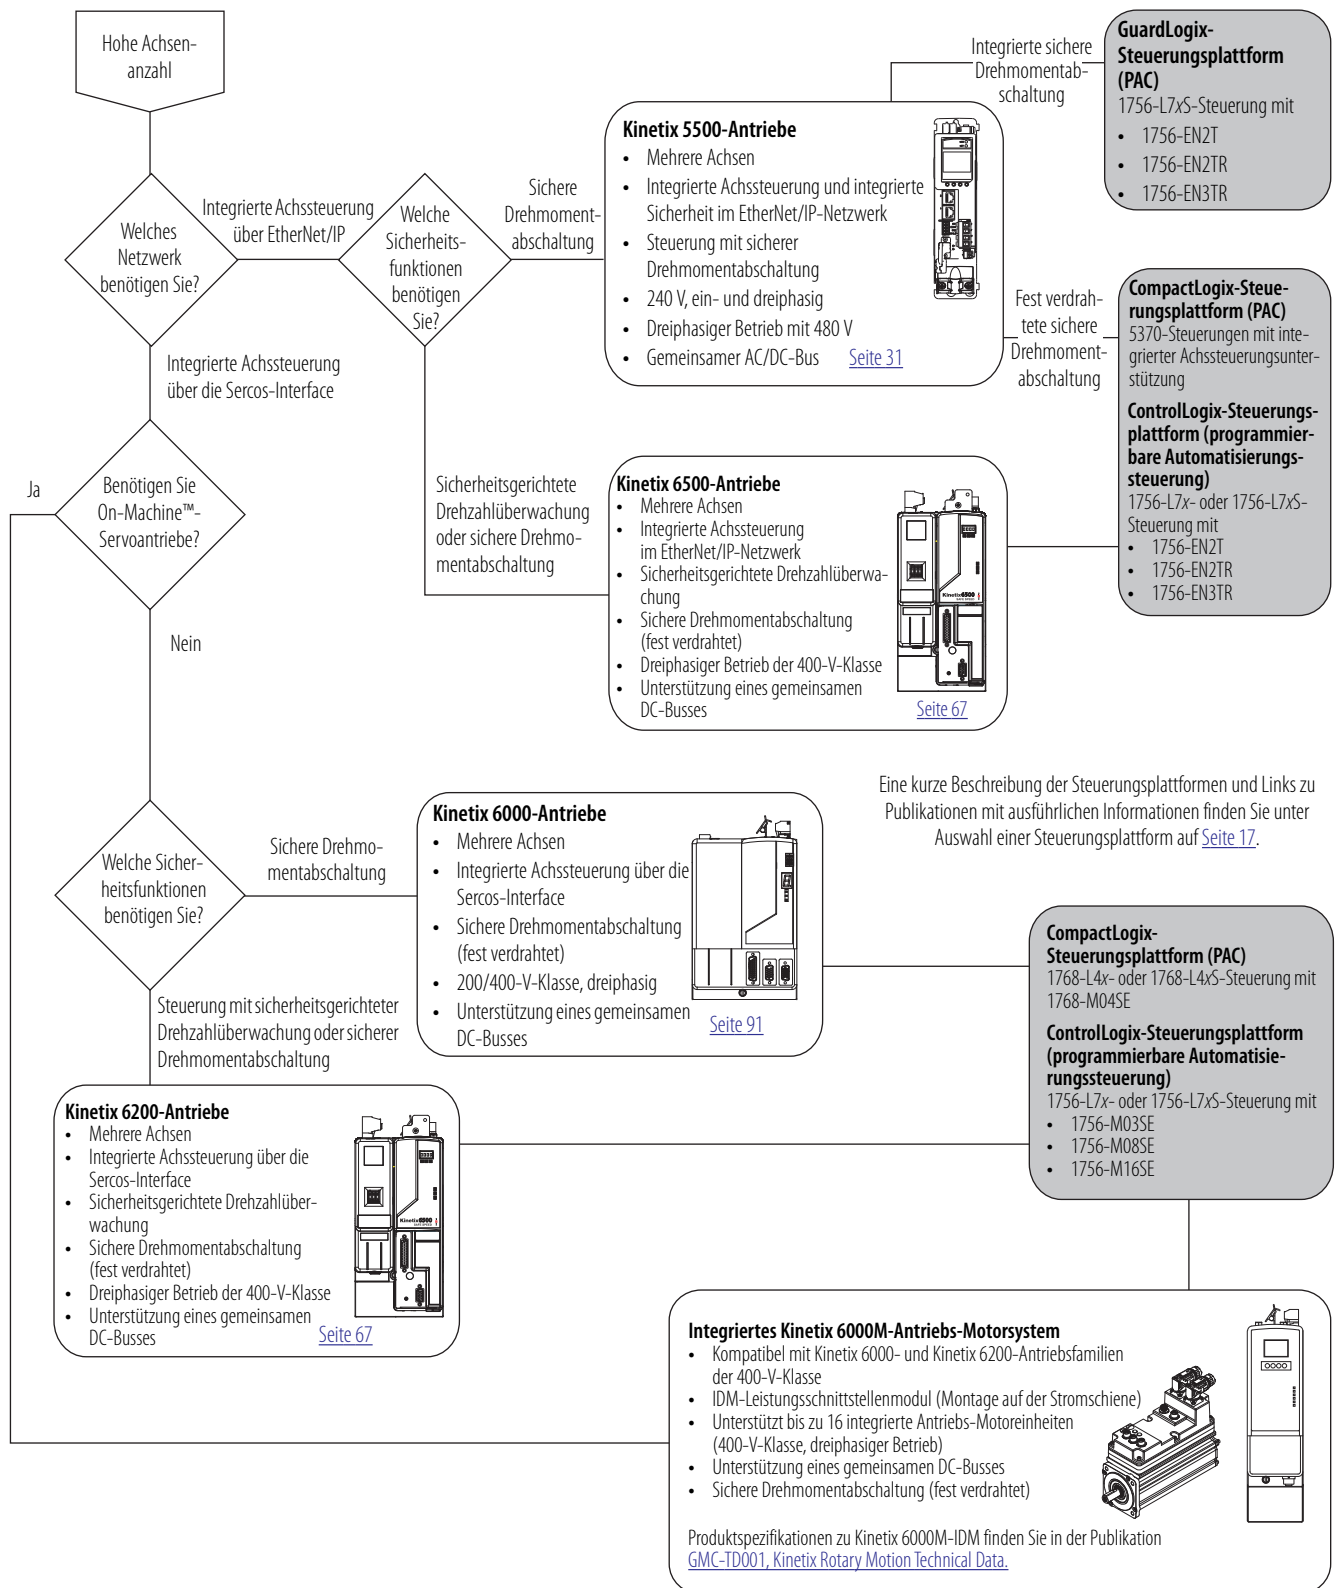 Hohe Achsen-
anzahl
Welches
Netzwerk
benötigen Sie?
Integrierte Achssteuerung
über EtherNet/IP
Welche
Sicherheits-
funktionen
benötigen
Sie?
Sichere
Drehmoment-
abschaltung
Kinetix 5500-Antriebe
• Mehrere Achsen
• Integrierte Achssteuerung und integrierte
Sicherheit im EtherNet/IP-Netzwerk
• Steuerung mit sicherer
Drehmomentabschaltung
• 240 V, ein- und dreiphasig
• Dreiphasiger Betrieb mit 480 V
• Gemeinsamer AC/DC-Bus Seite 31
Integrierte sichere
Drehmomentab-
schaltung
GuardLogix-
Steuerungsplattform
(PAC)
1756-L7xS-Steuerung mit
• 1756-EN2T
• 1756-EN2TR
• 1756-EN3TR
Fest verdrah-
tete sichere
Drehmoment-
abschaltung
CompactLogix-Steue-
rungsplattform (PAC)
5370-Steuerungen mit inte-
grierter Achssteuerungsunter-
stützung
ControlLogix-Steuerungs-
plattform (programmier-
bare Automatisierungs-
steuerung)
1756-L7x- oder 1756-L7xS-
Steuerung mit
• 1756-EN2T
• 1756-EN2TR
• 1756-EN3TR
Integrierte Achssteuerung
über die Sercos-Interface
Ja
Benötigen Sie
On-Machine™-
Servoantriebe?
Nein
Sicherheitsgerichtete
Drehzahlüberwachung
oder sichere Drehmo-
mentabschaltung
Kinetix 6500-Antriebe
• Mehrere Achsen
• Integrierte Achssteuerung
im EtherNet/IP-Netzwerk
• Sicherheitsgerichtete Drehzahlüberwa-
chung
• Sichere Drehmomentabschaltung
(fest verdrahtet)
• Dreiphasiger Betrieb der 400-V-Klasse
• Unterstützung eines gemeinsamen
DC-Busses
Kinetix6500
SAFE SPEED
Seite 67
Eine kurze Beschreibung der Steuerungsplattformen und Links zu
Publikationen mit ausführlichen Informationen finden Sie unter
Auswahl einer Steuerungsplattform auf Seite 17.
Welche Sicher-
heitsfunktionen
benötigen Sie?
Sichere Drehmo-
mentabschaltung
Kinetix 6000-Antriebe
• Mehrere Achsen
• Integrierte Achssteuerung über die
Sercos-Interface
• Sichere Drehmomentabschaltung
(fest verdrahtet)
• 200/400-V-Klasse, dreiphasig
• Unterstützung eines gemeinsamen
DC-Busses
Seite 91
CompactLogix-
Steuerungsplattform (PAC)
1768-L4x- oder 1768-L4xS-Steuerung mit
1768-M04SE
ControlLogix-Steuerungsplattform
(programmierbare Automatisie-
rungssteuerung)
1756-L7x- oder 1756-L7xS-Steuerung mit
• 1756-M03SE
• 1756-M08SE
• 1756-M16SE
Steuerung mit sicherheitsgerichteter
Drehzahlüberwachung oder sicherer
Drehmomentabschaltung
Kinetix 6200-Antriebe
• Mehrere Achsen
• Integrierte Achssteuerung über die
Sercos-Interface
• Sicherheitsgerichtete Drehzahlüber-
wachung
• Sichere Drehmomentabschaltung
(fest verdrahtet)
• Dreiphasiger Betrieb der 400-V-Klasse
• Unterstützung eines gemeinsamen
DC-Busses
Kinetix6500
SAFE SPEED
Seite 67
Integriertes Kinetix 6000M-Antriebs-Motorsystem
• Kompatibel mit Kinetix 6000- und Kinetix 6200-Antriebsfamilien
der 400-V-Klasse
• IDM-Leistungsschnittstellenmodul (Montage auf der Stromschiene)
• Unterstützt bis zu 16 integrierte Antriebs-Motoreinheiten
(400-V-Klasse, dreiphasiger Betrieb)
• Unterstützung eines gemeinsamen DC-Busses
• Sichere Drehmomentabschaltung (fest verdrahtet)
Produktspezifikationen zu Kinetix 6000M-IDM finden Sie in der Publikation
GMC-TD001, Kinetix Rotary Motion Technical Data.